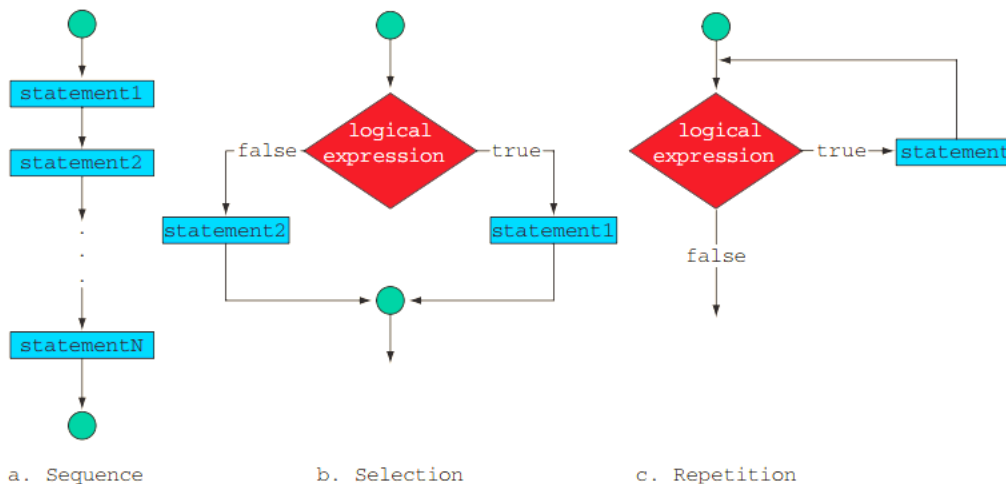 statement1
statement2
.
.
.
statementN
a. Sequence
logical
expression
false
true
statement2
statement1
b. Selection
logical
expression
true
statement
false
c. Repetition